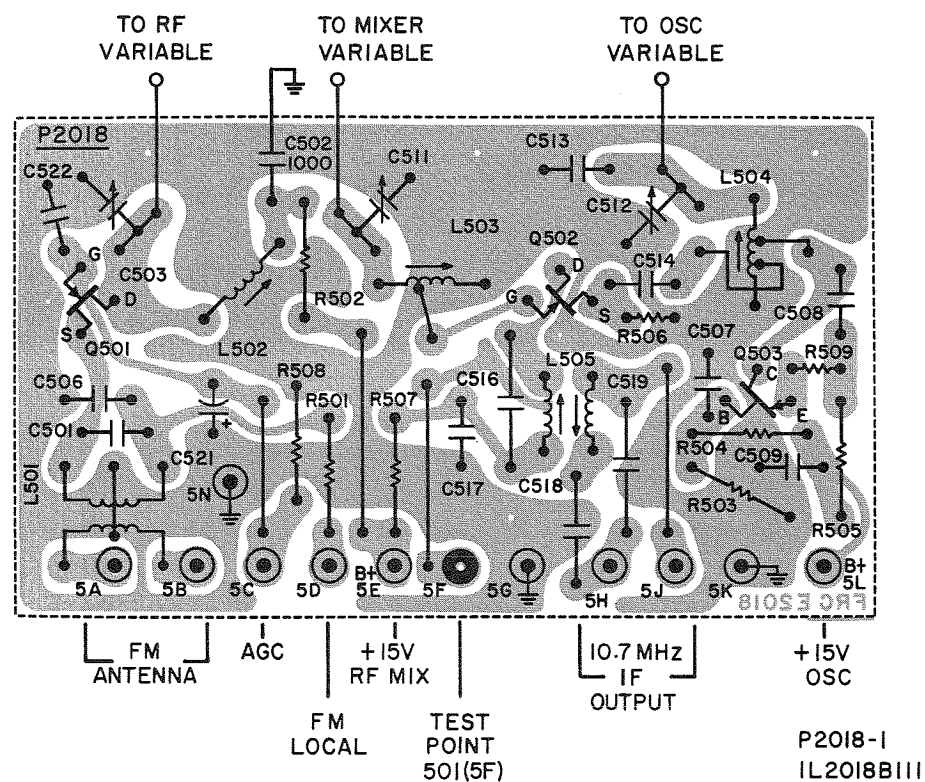 TO RF
VARIABLE
TO MIXER
VARIABLE
TO OSC
VARIABLE
P2018
C522
C502
1000
C511
C513
L504
C512
L503
Q502
G
C503
D
C514
D
R502
G
S
S
Q501
L502
R506
C507
C508
Q503
R509
C506
R508
C516
L505
C519
C
R501
R507
B
E
C501
R504
L501
C521
C509
5N
C517
C518
R503
R505
5A
5B
5C
5D
B+
5E
5F
5G
5H
5J
5K
B+
5L
FRC E2018
FM
ANTENNA
AGC
+15V
RF MIX
10.7 MHz
IF
OUTPUT
+15V
OSC
FM
LOCAL
TEST
POINT
501(5F)
P2018-1
IL2018B111